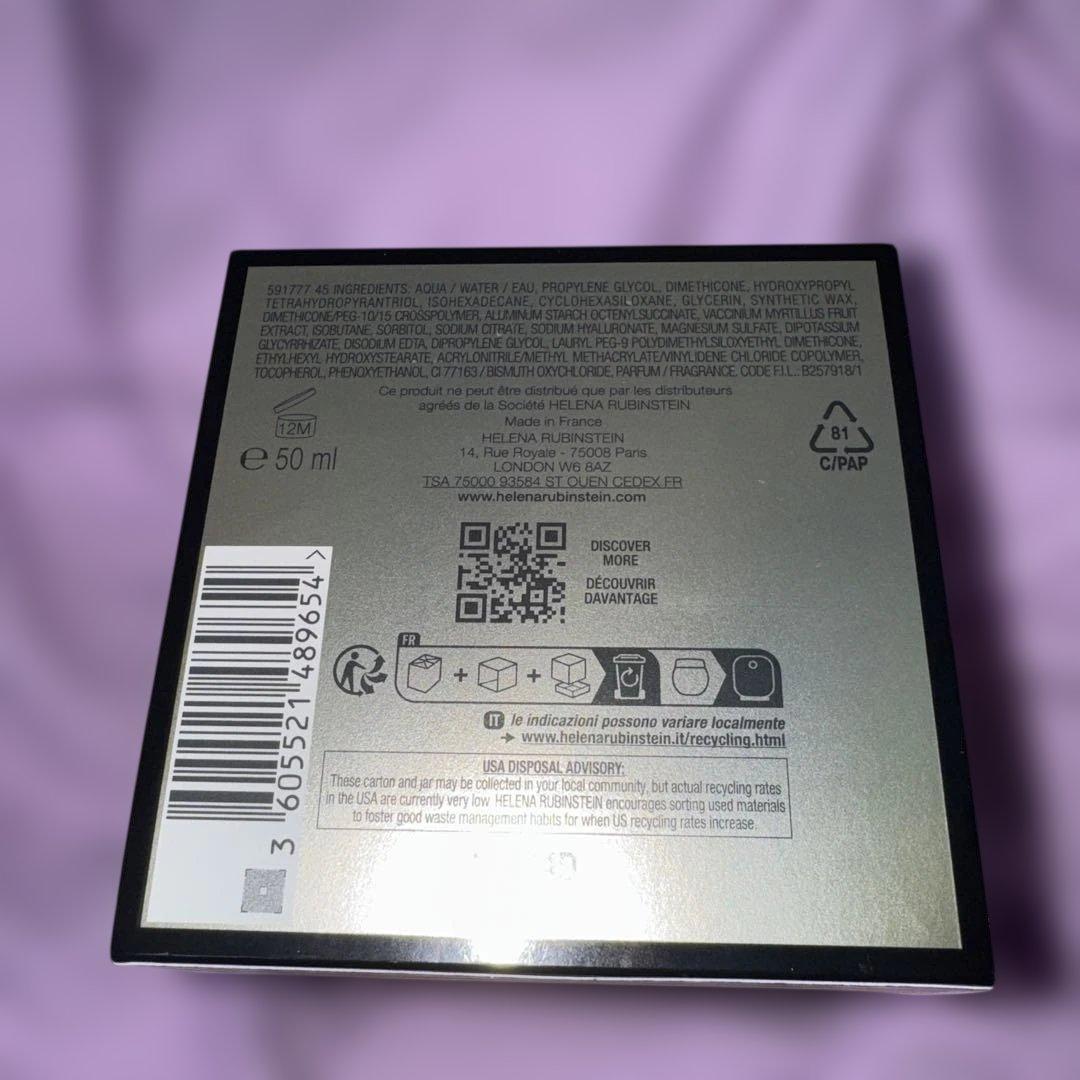 591777 45 INGREDIENTS: AQUA / WATER / EAU, PROPYLENE GLYCOL, DIMETHICONE, HYDROXYPROPYL
TETRAHYDROPYRANTRIOL, ISOHEXADECANE, CYCLOHEXASILOXANE, GLYCERIN, SYNTHETIC WAX,
DIMETHICONE/PEG-10/15 CROSSPOLYMER, ALUMINUM STARCH OCTENYLSUCCINATE, VACCINIUM MYRTILLUS FRUIT
EXTRACT, ISOBUTANE, SORBITOL, SODIUM CITRATE, SODIUM HYALURONATE, MAGNESIUM SULFATE, DIPOTASSIUM
GLYCYRRHIZATE, DISODIUM EDTA, DIPROPYLENE GLYCOL, LAURYL PEG-9 POLYDIMETHYLSILOXYETHYL DIMETHICONE,
ETHYLHEXYL HYDROXYSTEARATE, ACRYLONITRILE/METHYL METHACRYLATE/VINYLIDENE CHLORIDE COPOLYMER,
TOCOPHEROL, PHENOXYETHANOL, CI 77163 / BISMUTH OXYCHLORIDE, PARFUM / FRAGRANCE. CODE F.I.L.: B257918/1
Ce produit ne peut être distribué que par les distributeurs
agréés de la Société HELENA RUBINSTEIN
Made in France
HELENA RUBINSTEIN
14, Rue Royale - 75008 Paris
LONDON W6 8AZ
TSA 75000 93584 ST OUEN CEDEX FR
www.helenarubinstein.com
12M
e 50 ml
81
C/PAP
DISCOVER
MORE
DÉCOUVRIR
DAVANTAGE
3 605521 489654 >
FR
+ +
IT le indicazioni possono variare localmente
→ www.helenarubinstein.it/recycling.html
USA DISPOSAL ADVISORY:
These carton and jar may be collected in your local community, but actual recycling rates
in the USA are currently very low. HELENA RUBINSTEIN encourages sorting used materials
to foster good waste management habits for when US recycling rates increase.